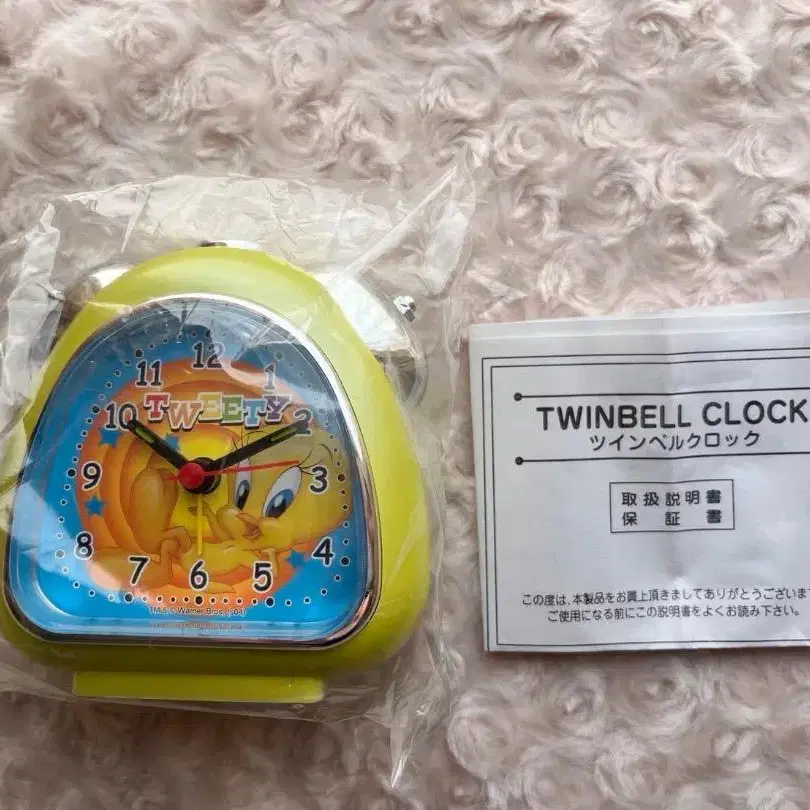 12
11
1
TWEETY
10
2
9
3
8
4
7
5
6
TM & © Warner Bros. (s04)
TWINBELL CLOCK
ツインベルクロック
取扱説明書
保証書
この度は、本製品をお買上頂きましてありがとうございま
ご使用になる前にこの説明書をよくお読み下さい。